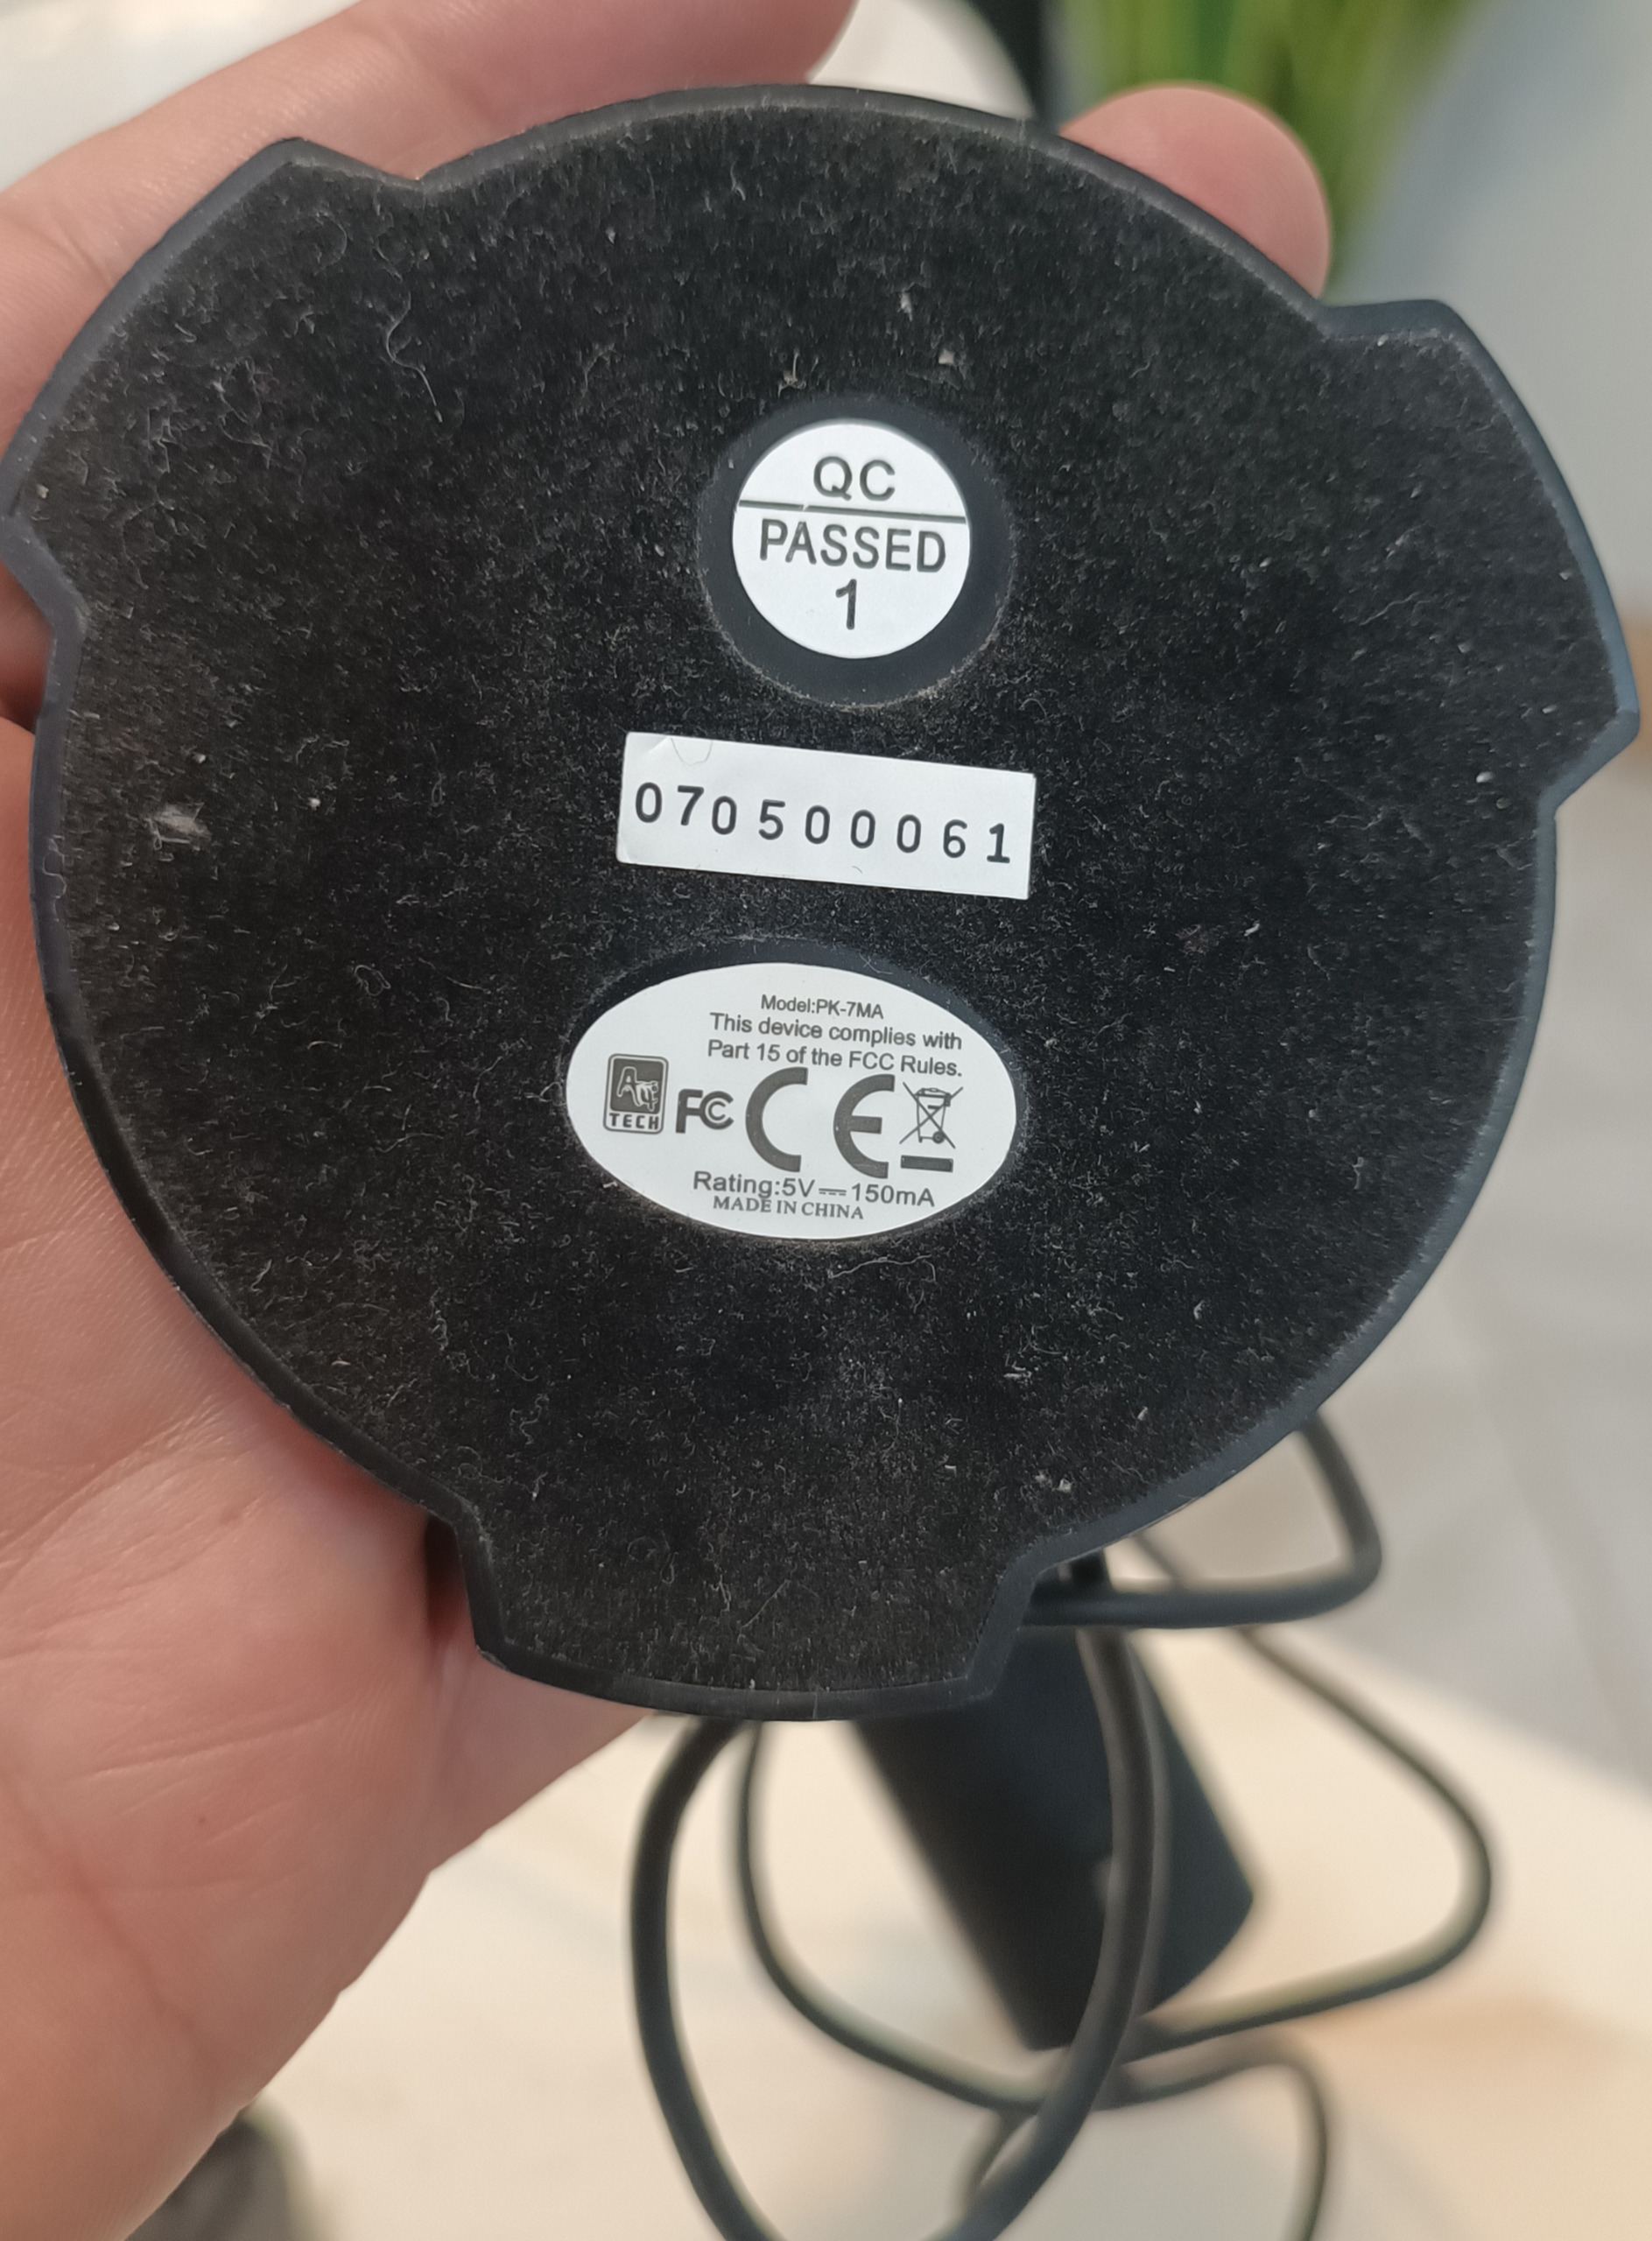 QC
PASSED
1
070500061
Model:PK-7MA
This device complies with
Part 15 of the FCC Rules.
TECH FC CE
Rating:5V⎓150mA
MADE IN CHINA